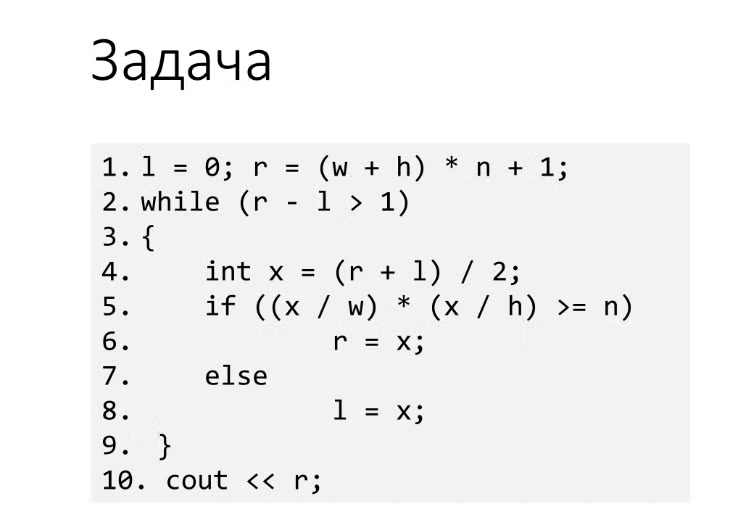 Задача
1. l = 0; r = (w + h) * n + 1;
2. while (r - l > 1)
3. {
4. int x = (r + l) / 2;
5. if ((x / w) * (x / h) >= n)
6. r = x;
7. else
8. l = x;
9. }
10. cout << r;